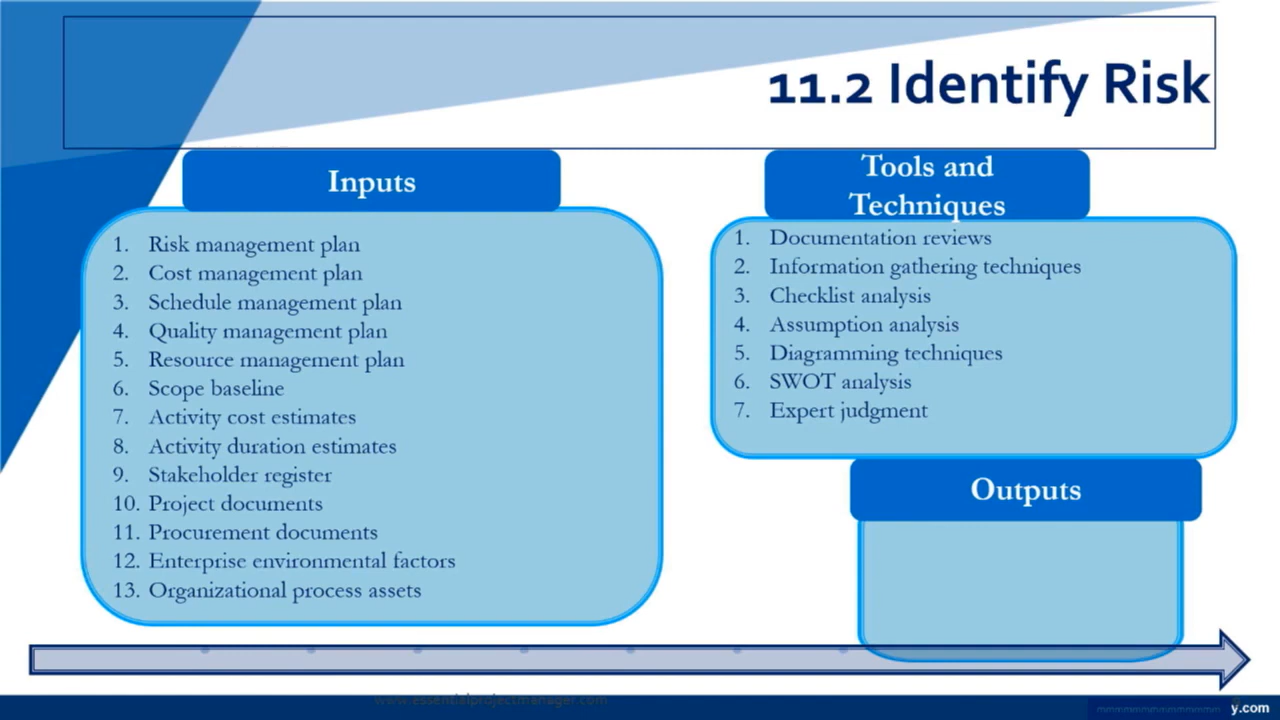 11.2 Identify Risk
Inputs
1. Risk management plan
2. Cost management plan
3. Schedule management plan
4. Quality management plan
5. Resource management plan
6. Scope baseline
7. Activity cost estimates
8. Activity duration estimates
9. Stakeholder register
10. Project documents
11. Procurement documents
12. Enterprise environmental factors
13. Organizational process assets
Tools and
Techniques
1. Documentation reviews
2. Information gathering techniques
3. Checklist analysis
4. Assumption analysis
5. Diagramming techniques
6. SWOT analysis
7. Expert judgment
Outputs
www.essentialprojectmanager.com
y.com